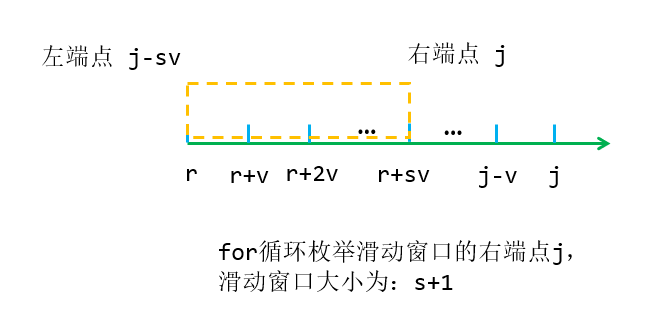 左端点 j-sv
右端点 j
... ...
r r+v r+2v r+sv j-v j
for循环枚举滑动窗口的右端点j，
滑动窗口大小为：s+1